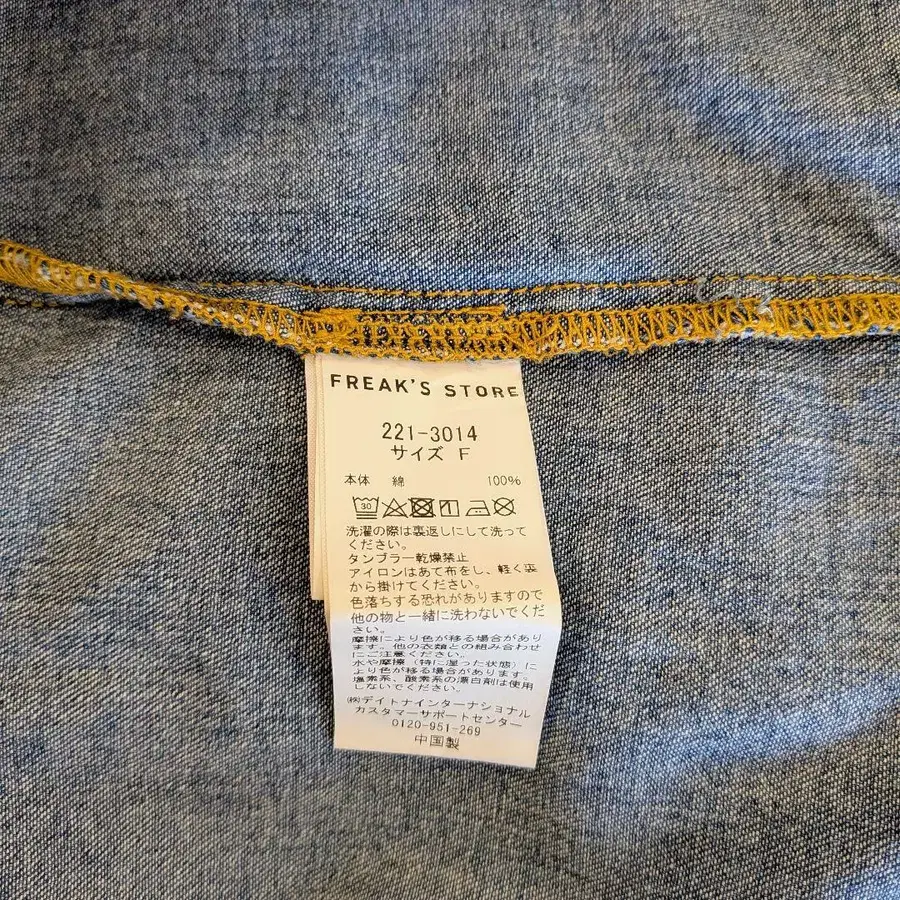 FREAK'S STORE
221-3014
サイズ F
本体 綿 100%
30
洗濯の際は裏返しにして洗って
ください。
タンブラー乾燥禁止
アイロンはあて布をし、軽く裏
から掛けてください。
色落ちする恐れがありますので
他の物と一緒に洗わないでくだ
さい。
摩擦により色が移る場合があり
ます。他の衣類との組み合わせ
にご注意ください。
水や摩擦（特に湿った状態）に
より色が移る場合があります。
塩素系、酸素系の漂白剤は使用
しないでください。
㈱デイトナインターナショナル
カスタマーサポートセンター
0120-951-269
中国製